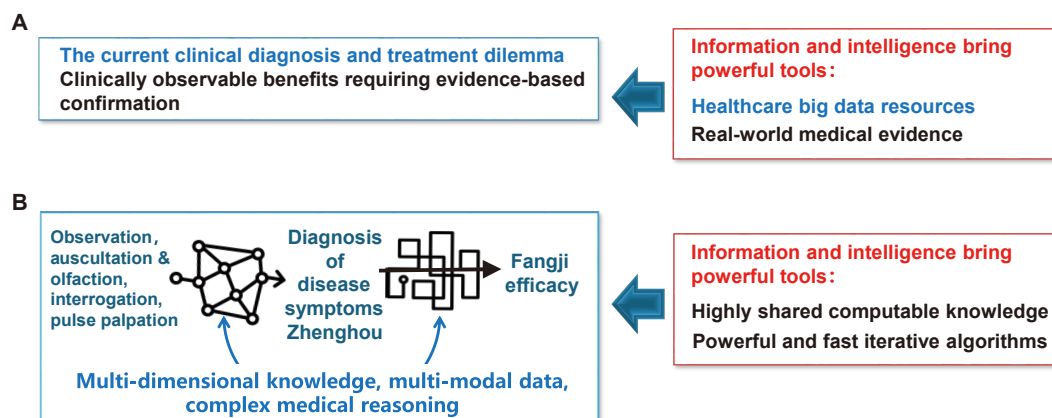 A
The current clinical diagnosis and treatment dilemma
Clinically observable benefits requiring evidence-based
confirmation
Information and intelligence bring
powerful tools:
Healthcare big data resources
Real-world medical evidence
B
Observation,
auscultation &
olfaction,
interrogation,
pulse palpation
Diagnosis
of
disease
symptoms
Zhenghou
Fangji
efficacy
Multi-dimensional knowledge, multi-modal data,
complex medical reasoning
Information and intelligence bring
powerful tools:
Highly shared computable knowledge
Powerful and fast iterative algorithms